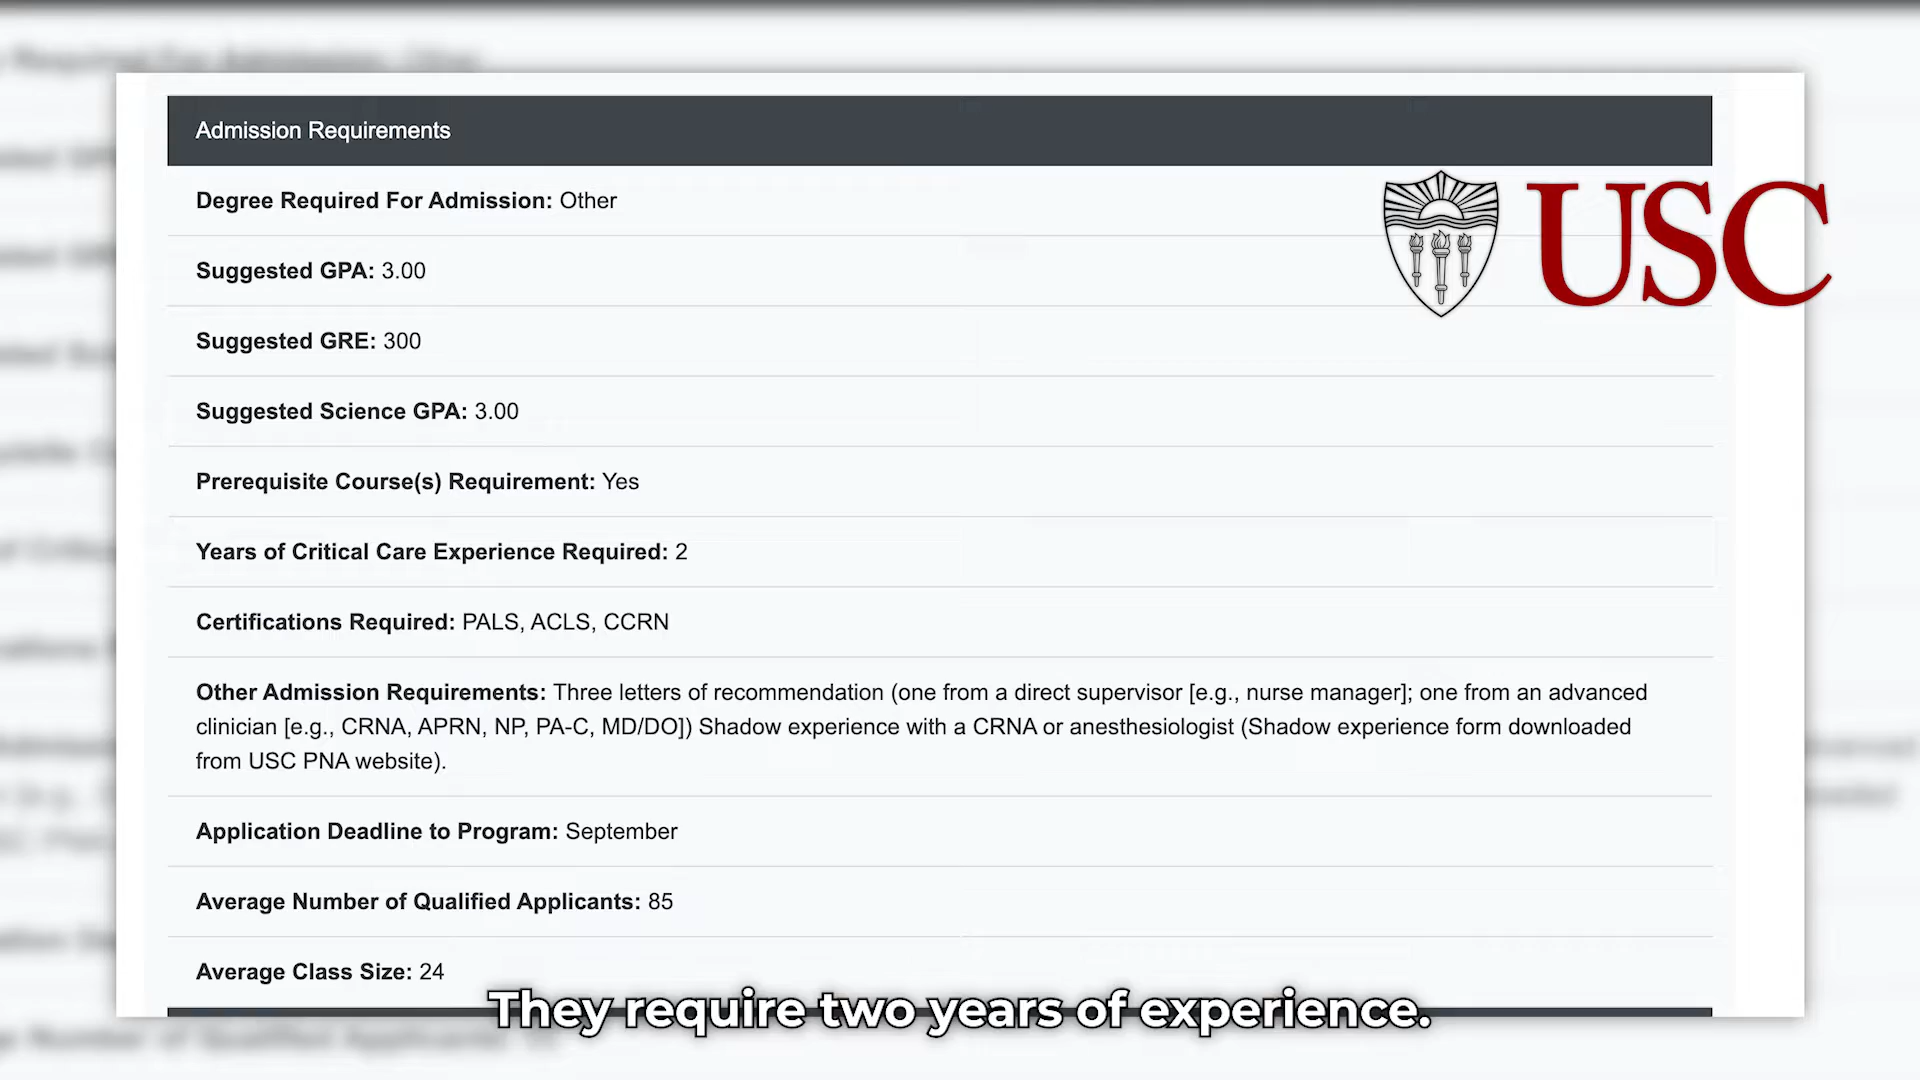 Admission Requirements
Degree Required For Admission: Other
USC
Suggested GPA: 3.00
Suggested GRE: 300
Suggested Science GPA: 3.00
Prerequisite Course(s) Requirement: Yes
Years of Critical Care Experience Required: 2
Certifications Required: PALS, ACLS, CCRN
Other Admission Requirements: Three letters of recommendation (one from a direct supervisor [e.g., nurse manager]; one from an advanced
clinician [e.g., CRNA, APRN, NP, PA-C, MD/DO]) Shadow experience with a CRNA or anesthesiologist (Shadow experience form downloaded
from USC PNA website).
Application Deadline to Program: September
Average Number of Qualified Applicants: 85
Average Class Size: 24
They require two years of experience.